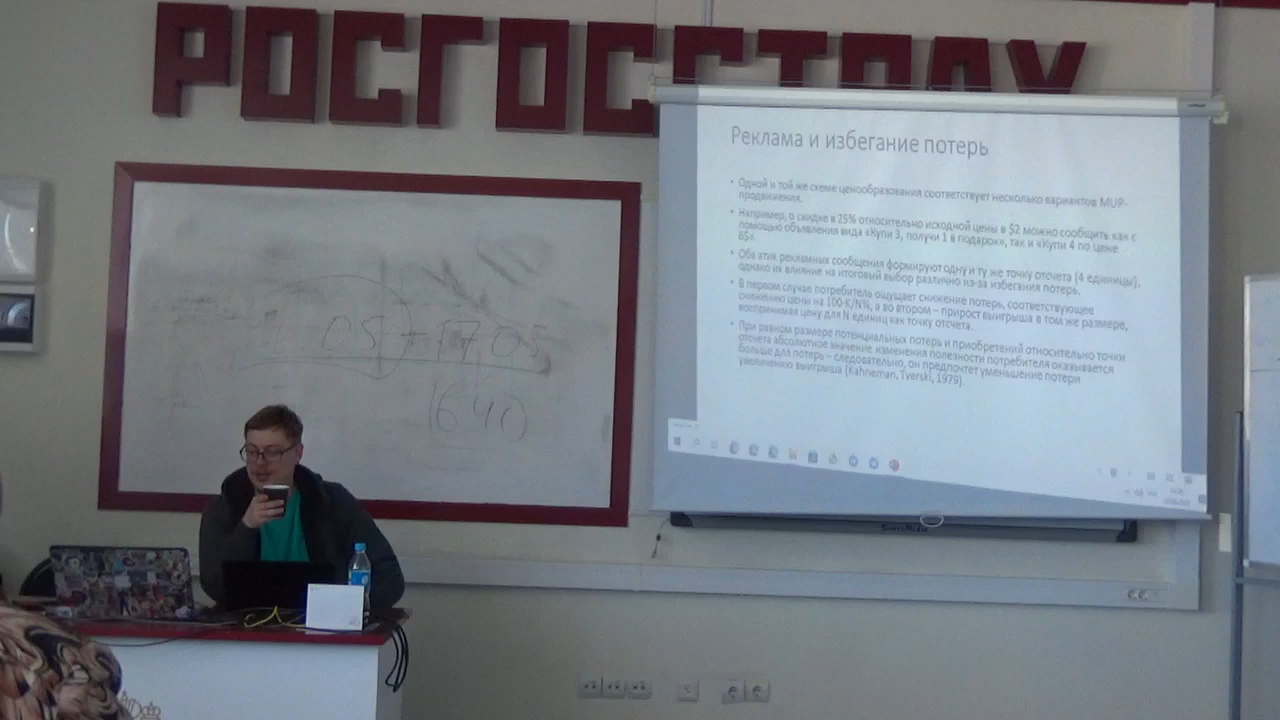 РОСГОССТРАХ
Реклама и избегание потерь
• Одной и той же схеме ценообразования соответствует несколько вариантов MUP-
продвижения.
• Например, о скидке в 25% относительно исходной цены в $2 можно сообщить как с
помощью объявления вида «Купи 3, получи 1 в подарок», так и «Купи 4 по цене
6$».
• Оба этих рекламных сообщения формируют одну и ту же точку отсчета (4 единицы),
однако их влияние на итоговый выбор различно из-за избегания потерь.
• В первом случае потребитель ощущает снижение потерь, соответствующее
снижению цены на 100·K/N%, а во втором – прирост выигрыша в том же размере,
воспринимая цену для N единиц как точку отсчета.
• При равном размере потенциальных потерь и приобретений относительно точки
отсчета абсолютное значение изменения полезности потребителя оказывается
больше для потерь – следовательно, он предпочтет уменьшение потери
увеличению выигрыша (Kahneman, Tverski, 1979).
1640